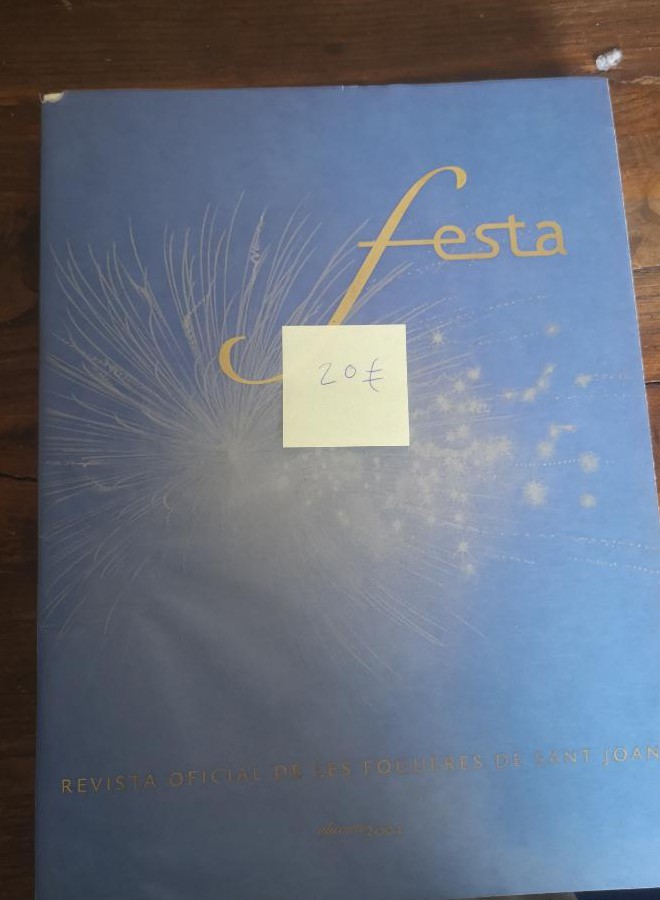 festa
20€
REVISTA OFICIAL DE LES FOGUERES DE SANT JOAN